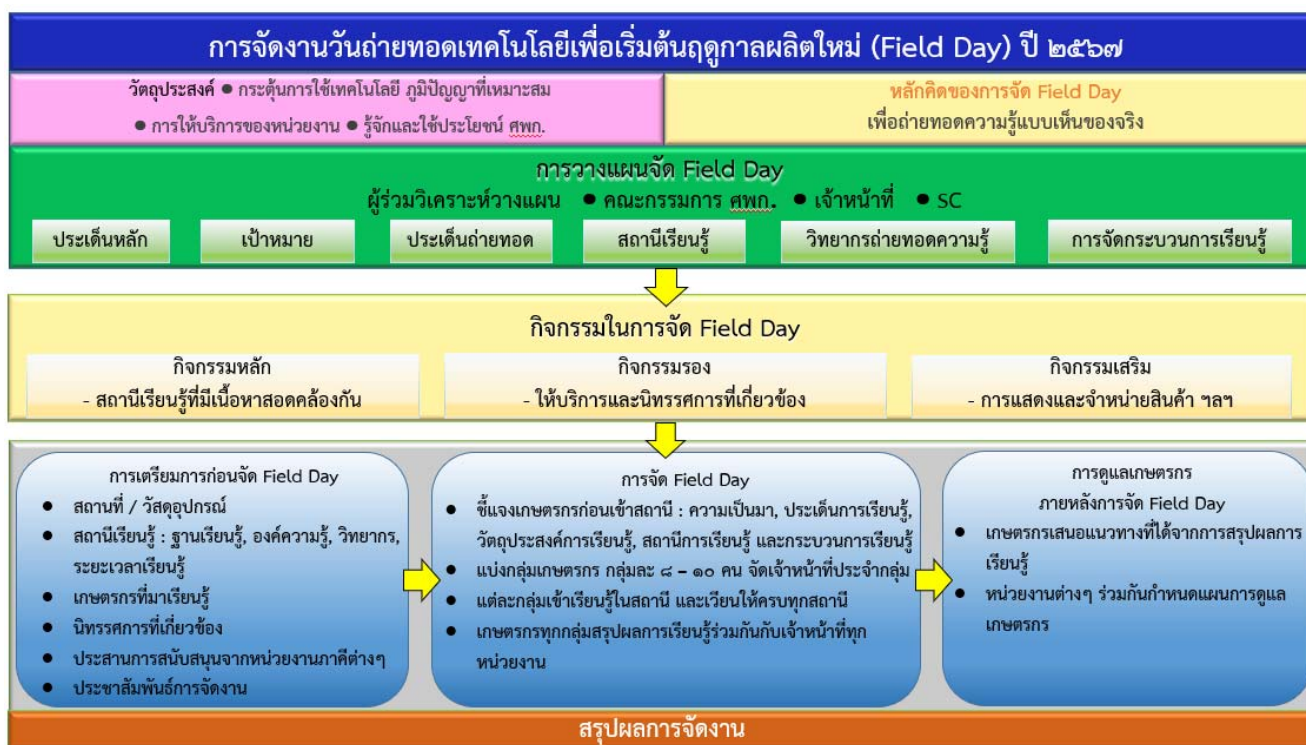 การจัดงานวันถ่ายทอดเทคโนโลยีเพื่อเริ่มต้นฤดูกาลผลิตใหม่ (Field Day) ปี ๒๕๖๗
วัตถุประสงค์ ● กระตุ้นการใช้เทคโนโลยี ภูมิปัญญาที่เหมาะสม
● การให้บริการของหน่วยงาน ● รู้จักและใช้ประโยชน์ ศพก.
หลักคิดของการจัด Field Day
เพื่อถ่ายทอดความรู้แบบเห็นของจริง
การวางแผนจัด Field Day
ผู้ร่วมวิเคราะห์วางแผน ● คณะกรรมการ ศพก. ● เจ้าหน้าที่ ● SC
ประเด็นหลัก
เป้าหมาย
ประเด็นถ่ายทอด
สถานีเรียนรู้
วิทยากรถ่ายทอดความรู้
การจัดกระบวนการเรียนรู้
กิจกรรมในการจัด Field Day
กิจกรรมหลัก
- สถานีเรียนรู้ที่มีเนื้อหาสอดคล้องกัน
กิจกรรมรอง
- ให้บริการและนิทรรศการที่เกี่ยวข้อง
กิจกรรมเสริม
- การแสดงและจำหน่ายสินค้า ฯลฯ
การเตรียมการก่อนจัด Field Day
● สถานที่ / วัสดุอุปกรณ์
● สถานีเรียนรู้ : ฐานเรียนรู้, องค์ความรู้, วิทยากร,
ระยะเวลาเรียนรู้
● เกษตรกรที่มาเรียนรู้
● นิทรรศการที่เกี่ยวข้อง
● ประสานการสนับสนุนจากหน่วยงานภาคีต่างๆ
● ประชาสัมพันธ์การจัดงาน
การจัด Field Day
● ชี้แจงเกษตรกรก่อนเข้าสถานี : ความเป็นมา, ประเด็นการเรียนรู้,
วัตถุประสงค์การเรียนรู้, สถานีการเรียนรู้ และกระบวนการเรียนรู้
● แบ่งกลุ่มเกษตรกร กลุ่มละ ๘ – ๑๐ คน จัดเจ้าหน้าที่ประจำกลุ่ม
● แต่ละกลุ่มเข้าเรียนรู้ในสถานี และเวียนให้ครบทุกสถานี
● เกษตรกรทุกกลุ่มสรุปผลการเรียนรู้ร่วมกันกับเจ้าหน้าที่ทุก
หน่วยงาน
การดูแลเกษตรกร
ภายหลังการจัด Field Day
● เกษตรกรเสนอแนวทางที่ได้จากการสรุปผลการ
เรียนรู้
● หน่วยงานต่างๆ ร่วมกันกำหนดแผนการดูแล
เกษตรกร
สรุปผลการจัดงาน